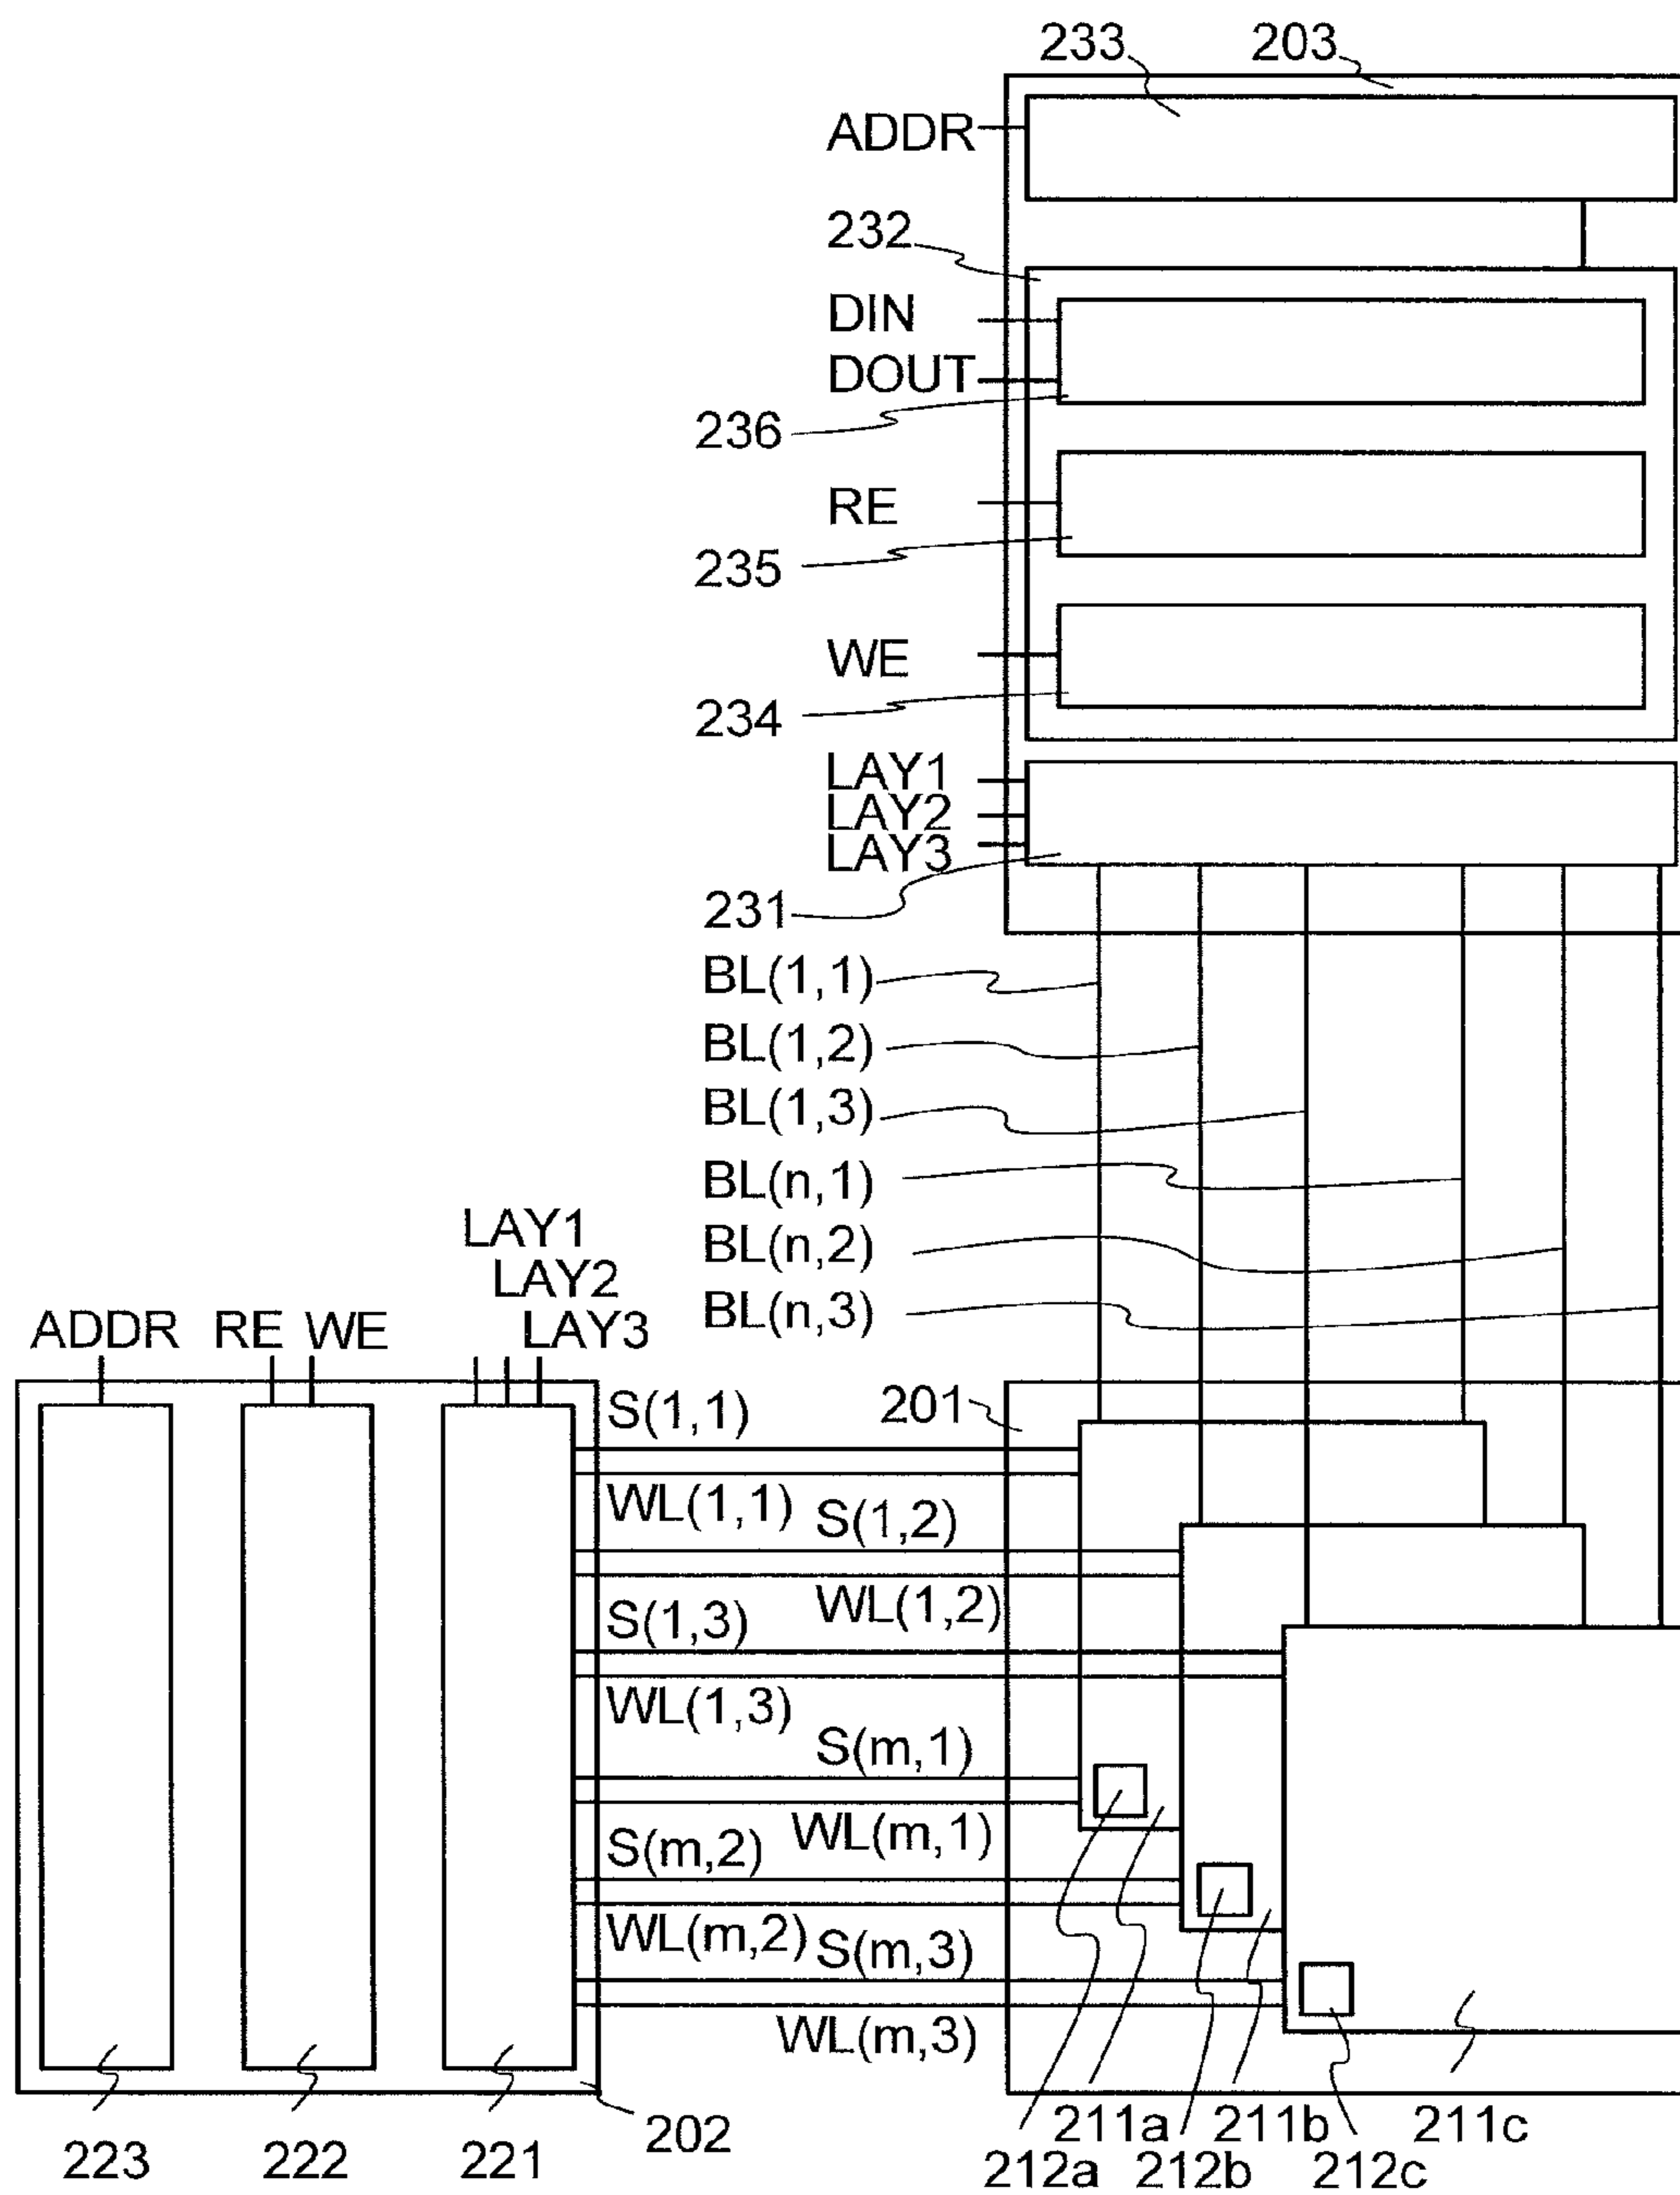 233 203
ADDR
232
DIN
DOUT
236
RE
235
WE
234
LAY1
LAY2
LAY3
231
BL(1,1)
BL(1,2)
BL(1,3)
BL(n,1)
BL(n,2)
BL(n,3)
LAY1
LAY2
ADDR RE WE LAY3
S(1,1) 201
WL(1,1) S(1,2)
S(1,3) WL(1,2)
WL(1,3)
S(m,1)
S(m,2) WL(m,1)
WL(m,2) S(m,3)
WL(m,3)
202 211a 211b 211c
223 222 221 212a 212b 212c